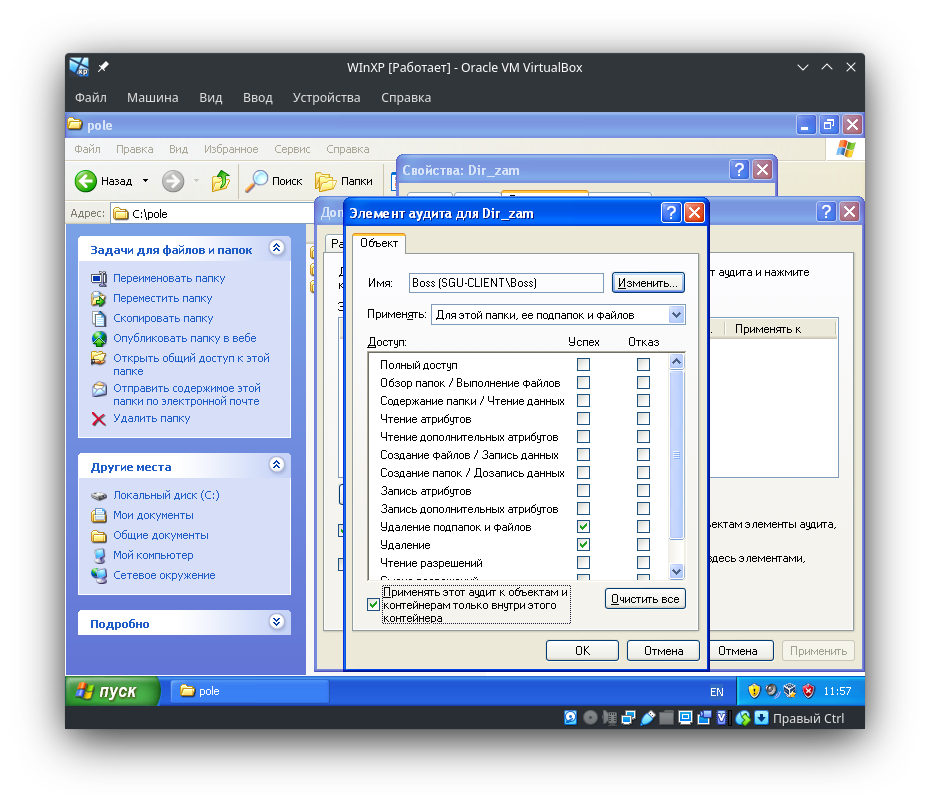 WInXP [Работает] - Oracle VM VirtualBox
Файл Машина Вид Ввод Устройства Справка
pole
Файл Правка Вид Избранное Сервис Справка
Назад Поиск Папки
Адрес: C:\pole
Свойства: Dir_zam
Элемент аудита для Dir_zam
Объект
Имя: Boss (SGU-CLIENT\Boss) Изменить...
Применять: Для этой папки, ее подпапок и файлов
Доступ: Успех Отказ
Полный доступ
Обзор папок / Выполнение файлов
Содержание папки / Чтение данных
Чтение атрибутов
Чтение дополнительных атрибутов
Создание файлов / Запись данных
Создание папок / Дозапись данных
Запись атрибутов
Запись дополнительных атрибутов
Удаление подпапок и файлов
Удаление
Чтение разрешений
Применять этот аудит к объектам и
контейнерам только внутри этого
контейнера
Очистить все
ОК Отмена
т аудита и нажмите
Применять к
ъектам элементы аудита,
здесь элементами,
Отмена Применить
Задачи для файлов и папок
Переименовать папку
Переместить папку
Скопировать папку
Опубликовать папку в вебе
Открыть общий доступ к этой
папке
Отправить содержимое этой
папки по электронной почте
Удалить папку
Другие места
Локальный диск (C:)
Мои документы
Общие документы
Мой компьютер
Сетевое окружение
Подробно
пуск pole EN 11:57
Правый Ctrl